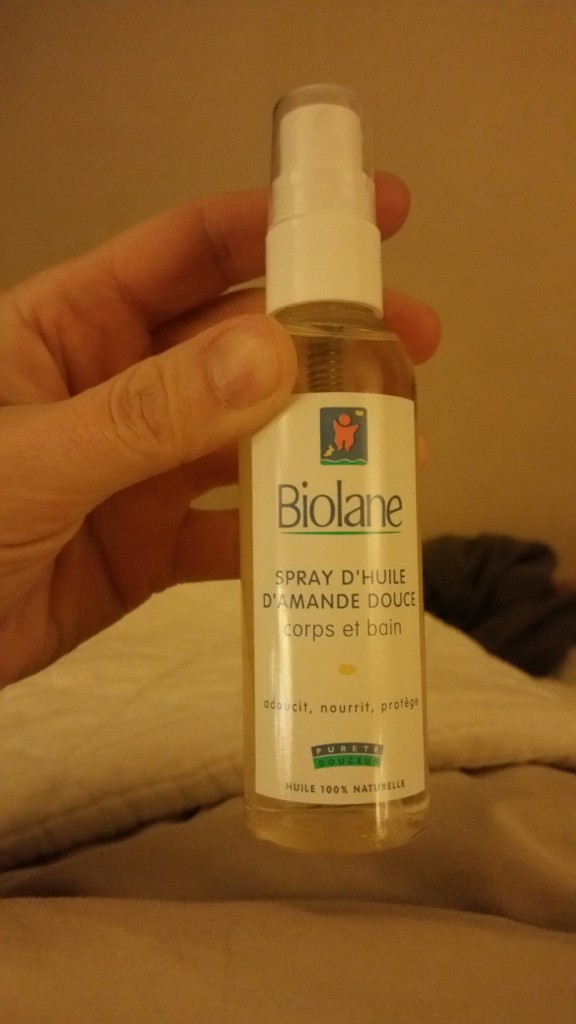 Biolane
SPRAY D'HUILE
D'AMANDE DOUCE
corps et bain
adoucit, nourrit, protège
PURETÉ
DOUCEUR
HUILE 100% NATURELLE